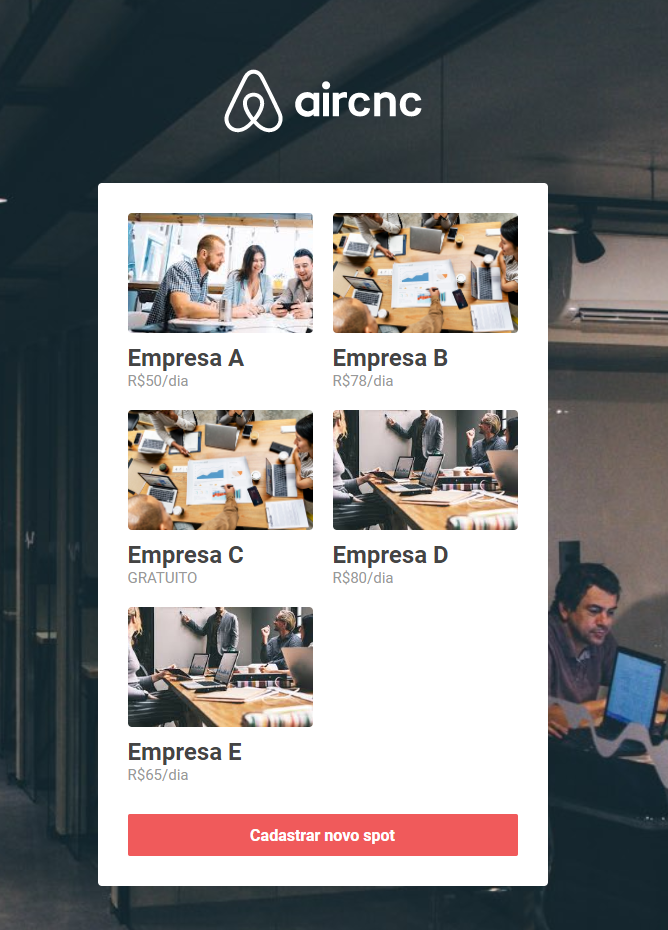 aircnc
Empresa A
R$50/dia
Empresa B
R$78/dia
Empresa C
GRATUITO
Empresa D
R$80/dia
Empresa E
R$65/dia
Cadastrar novo spot